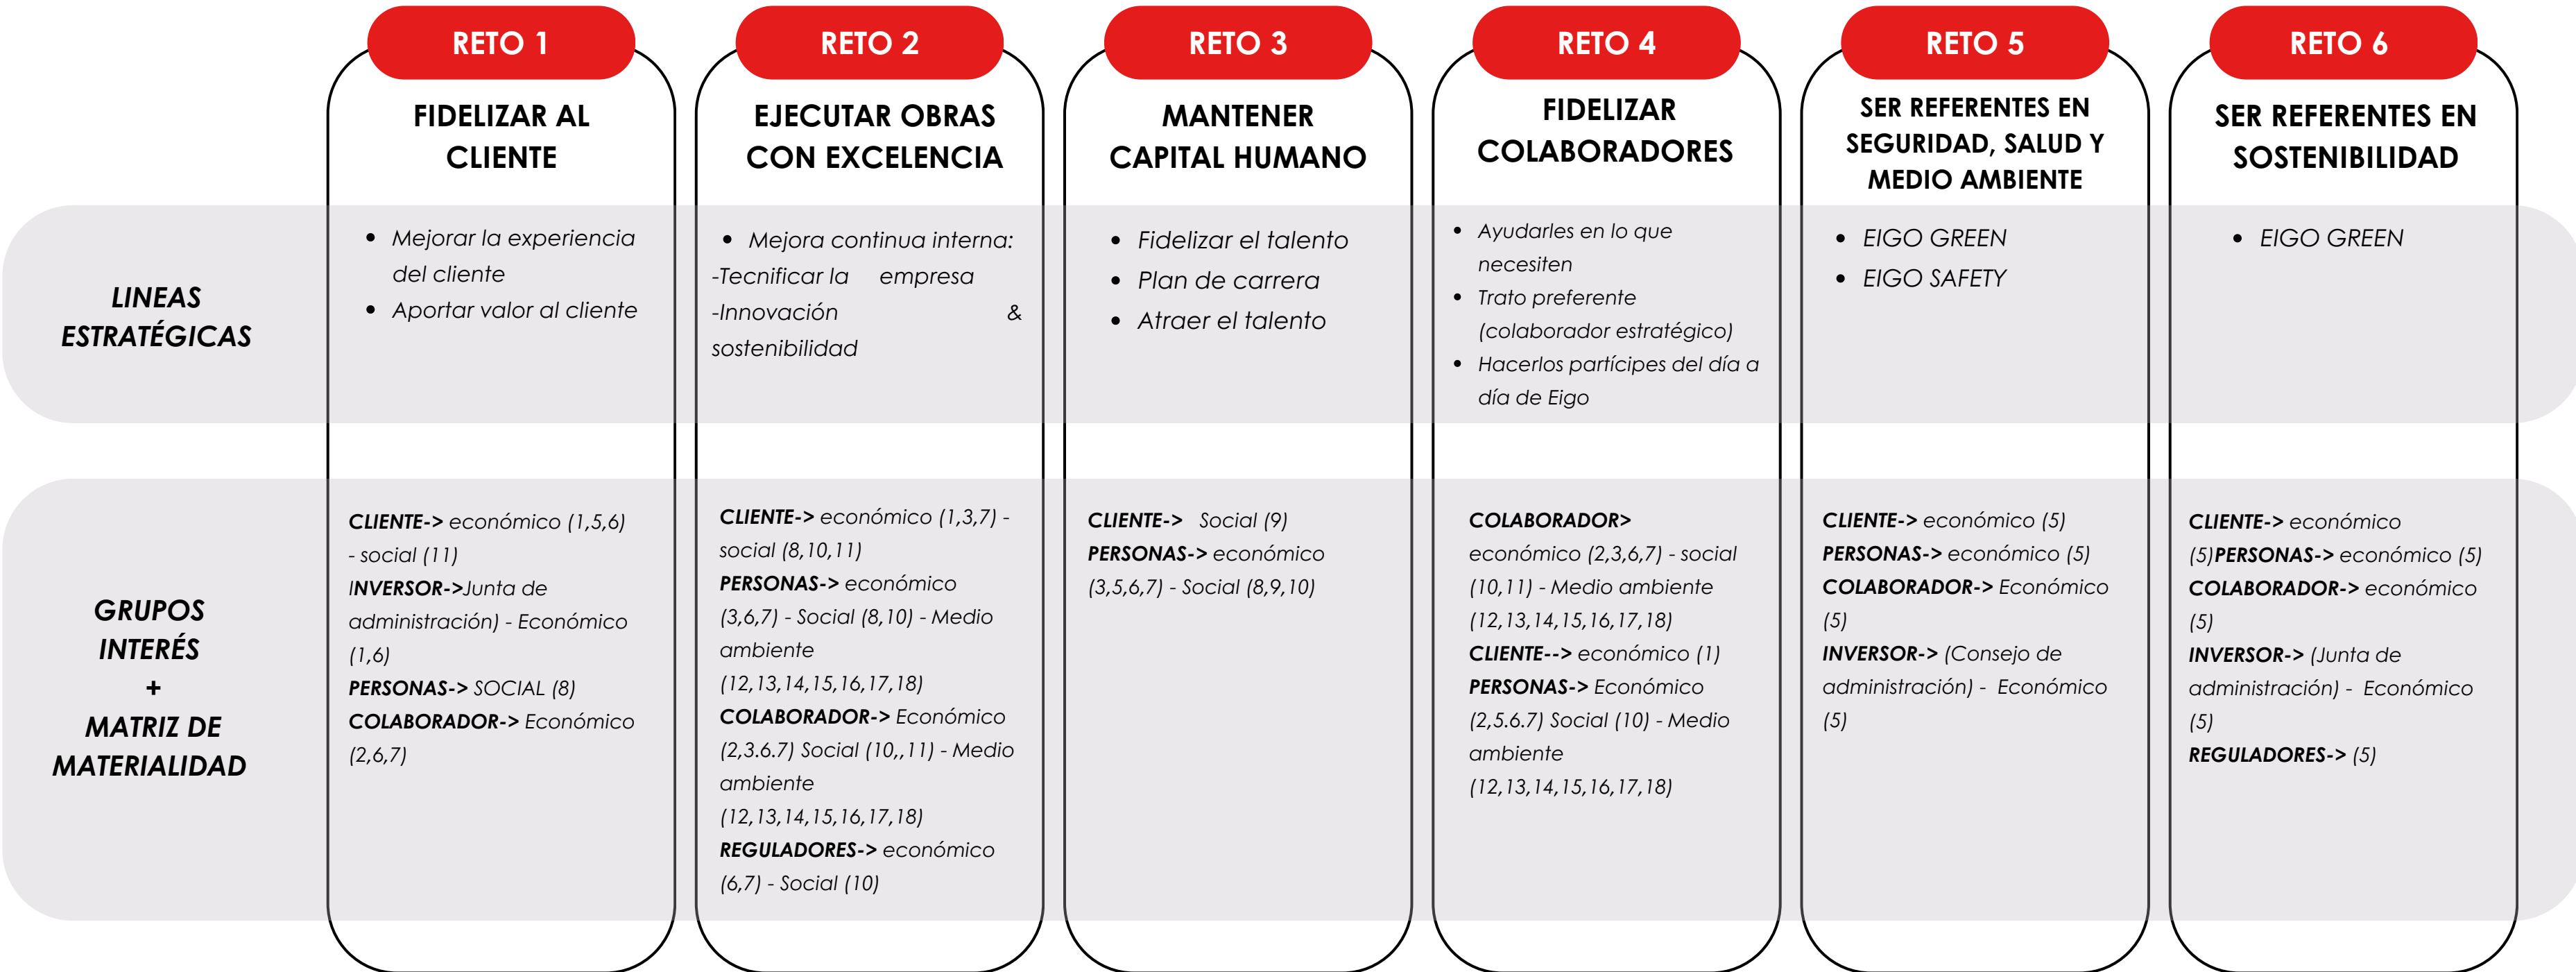 RETO 1
FIDELIZAR AL
CLIENTE
RETO 2
EJECUTAR OBRAS
CON EXCELENCIA
RETO 3
MANTENER
CAPITAL HUMANO
RETO 4
FIDELIZAR
COLABORADORES
RETO 5
SER REFERENTES EN
SEGURIDAD, SALUD Y
MEDIO AMBIENTE
RETO 6
SER REFERENTES EN
SOSTENIBILIDAD
LINEAS
ESTRATÉGICAS
• Mejorar la experiencia
del cliente
• Aportar valor al cliente
• Mejora continua interna:
-Tecnificar la empresa
-Innovación &
sostenibilidad
• Fidelizar el talento
• Plan de carrera
• Atraer el talento
• Ayudarles en lo que
necesiten
• Trato preferente
(colaborador estratégico)
• Hacerlos partícipes del día a
día de Eigo
• EIGO GREEN
• EIGO SAFETY
• EIGO GREEN
GRUPOS
INTERÉS
+
MATRIZ DE
MATERIALIDAD
CLIENTE-> económico (1,5,6)
- social (11)
INVERSOR->Junta de
administración) - Económico
(1,6)
PERSONAS-> SOCIAL (8)
COLABORADOR-> Económico
(2,6,7)
CLIENTE-> económico (1,3,7) -
social (8,10,11)
PERSONAS-> económico
(3,6,7) - Social (8,10) - Medio
ambiente
(12,13,14,15,16,17,18)
COLABORADOR-> Económico
(2,3.6.7) Social (10,,11) - Medio
ambiente
(12,13,14,15,16,17,18)
REGULADORES-> económico
(6,7) - Social (10)
CLIENTE-> Social (9)
PERSONAS-> económico
(3,5,6,7) - Social (8,9,10)
COLABORADOR>
económico (2,3,6,7) - social
(10,11) - Medio ambiente
(12,13,14,15,16,17,18)
CLIENTE--> económico (1)
PERSONAS-> Económico
(2,5.6.7) Social (10) - Medio
ambiente
(12,13,14,15,16,17,18)
CLIENTE-> económico (5)
PERSONAS-> económico (5)
COLABORADOR-> Económico
(5)
INVERSOR-> (Consejo de
administración) - Económico
(5)
CLIENTE-> económico
(5)PERSONAS-> económico (5)
COLABORADOR-> económico
(5)
INVERSOR-> (Junta de
administración) - Económico
(5)
REGULADORES-> (5)